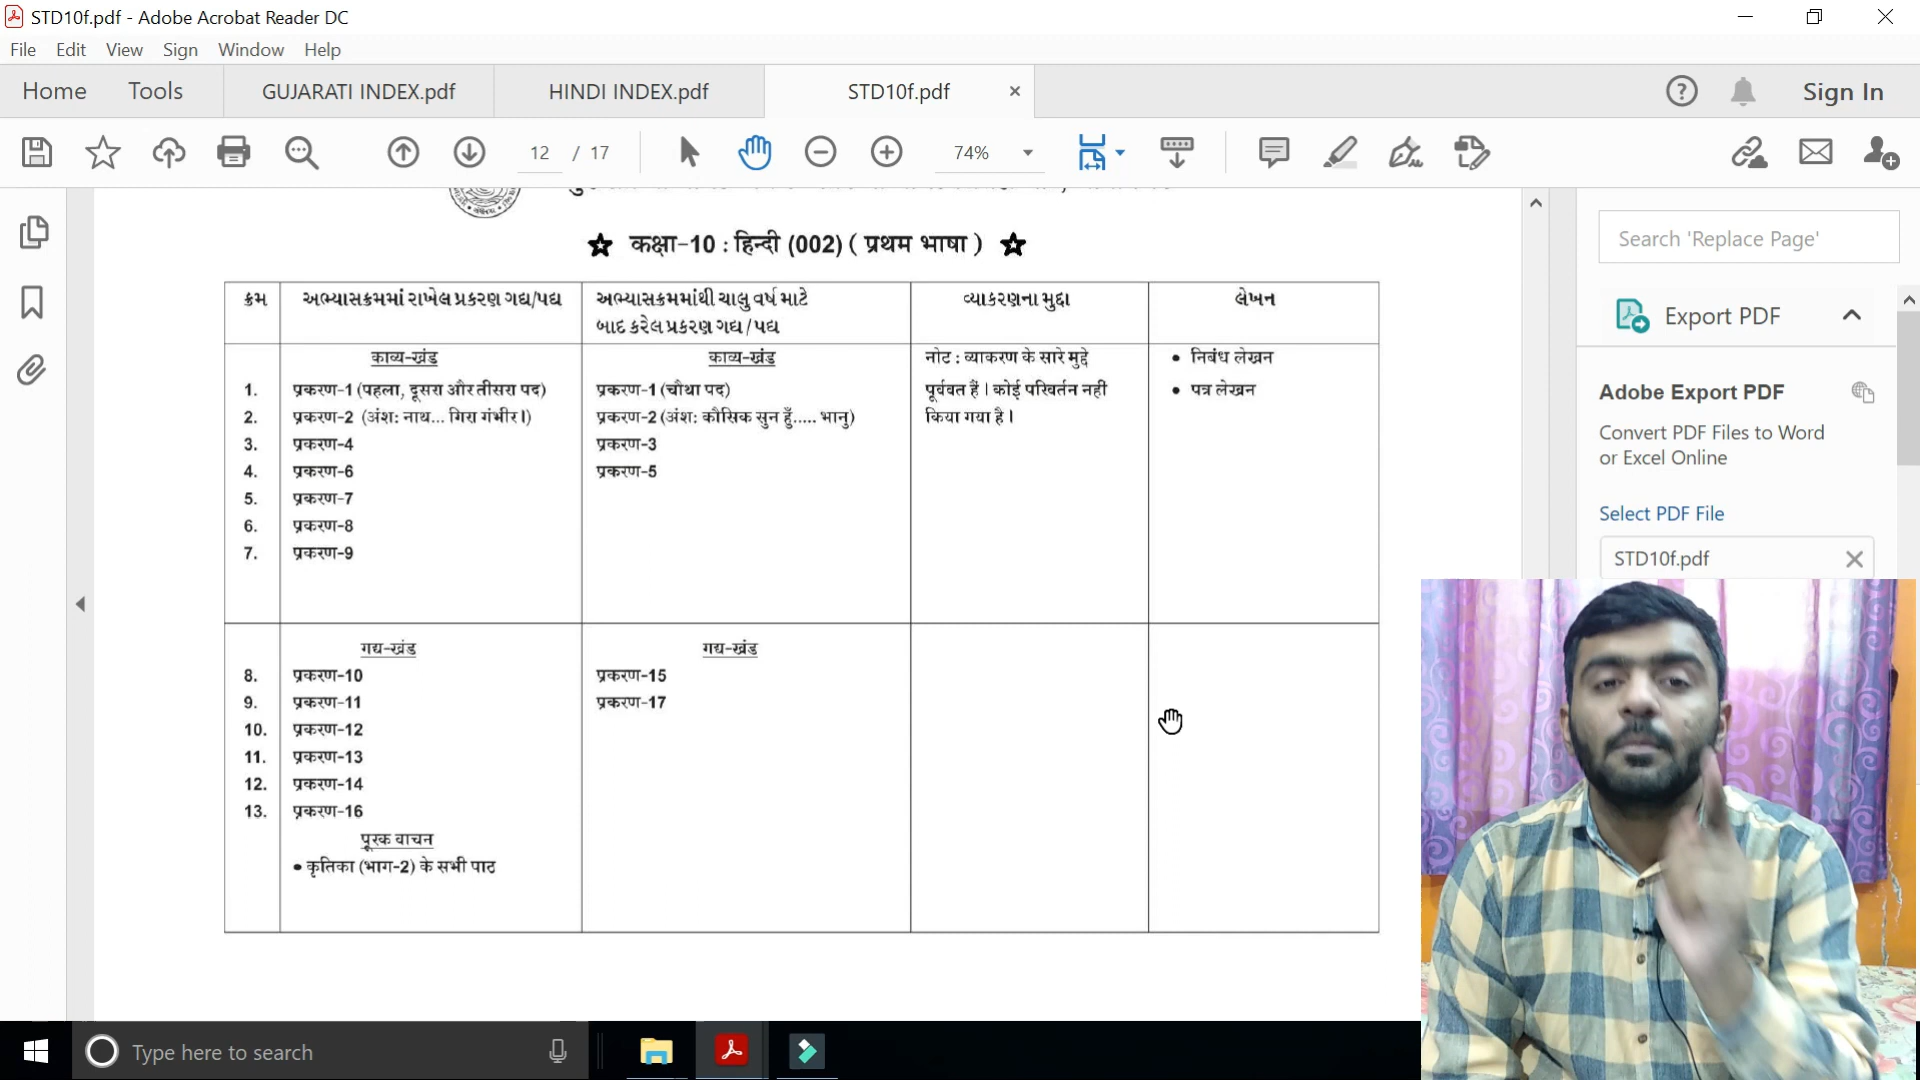 STD10f.pdf - Adobe Acrobat Reader DC
File Edit View Sign Window Help
Home Tools GUJARATI INDEX.pdf HINDI INDEX.pdf STD10f.pdf Sign In
12 / 17 74%
Search 'Replace Page'
Export PDF
Adobe Export PDF
Convert PDF Files to Word
or Excel Online
Select PDF File
STD10f.pdf
कक्षा-10 : हिन्दी (002) ( प्रथम भाषा )
ક્રમ અભ્યાસક્રમમાં રાખેલ પ્રકરણ ગદ્ય/પદ્ય અભ્યાસક્રમમાંથી ચાલુ વર્ષ માટે વ્યાકરણના મુદ્દા લેખન
બાદ કરેલ પ્રકરણ ગદ્ય / પદ્ય
काव्य-खंड काव्य-खंड नोट : व्याकरण के सारे मुद्दे • निबंध लेखन
1. प्रकरण-1 (पहला, दूसरा और तीसरा पद) प्रकरण-1 (चौथा पद) पूर्ववत हैं । कोई परिवर्तन नहीं • पत्र लेखन
2. प्रकरण-2 (अंश: नाथ... गिरा गंभीर।) प्रकरण-2 (अंश: कौसिक सुन हुँ..... भानु) किया गया है ।
3. प्रकरण-4 प्रकरण-3
4. प्रकरण-6 प्रकरण-5
5. प्रकरण-7
6. प्रकरण-8
7. प्रकरण-9
गद्य-खंड गद्य-खंड
8. प्रकरण-10 प्रकरण-15
9. प्रकरण-11 प्रकरण-17
10. प्रकरण-12
11. प्रकरण-13
12. प्रकरण-14
13. प्रकरण-16
पूरक वाचन
• कृतिका (भाग-2) के सभी पाठ
Type here to search